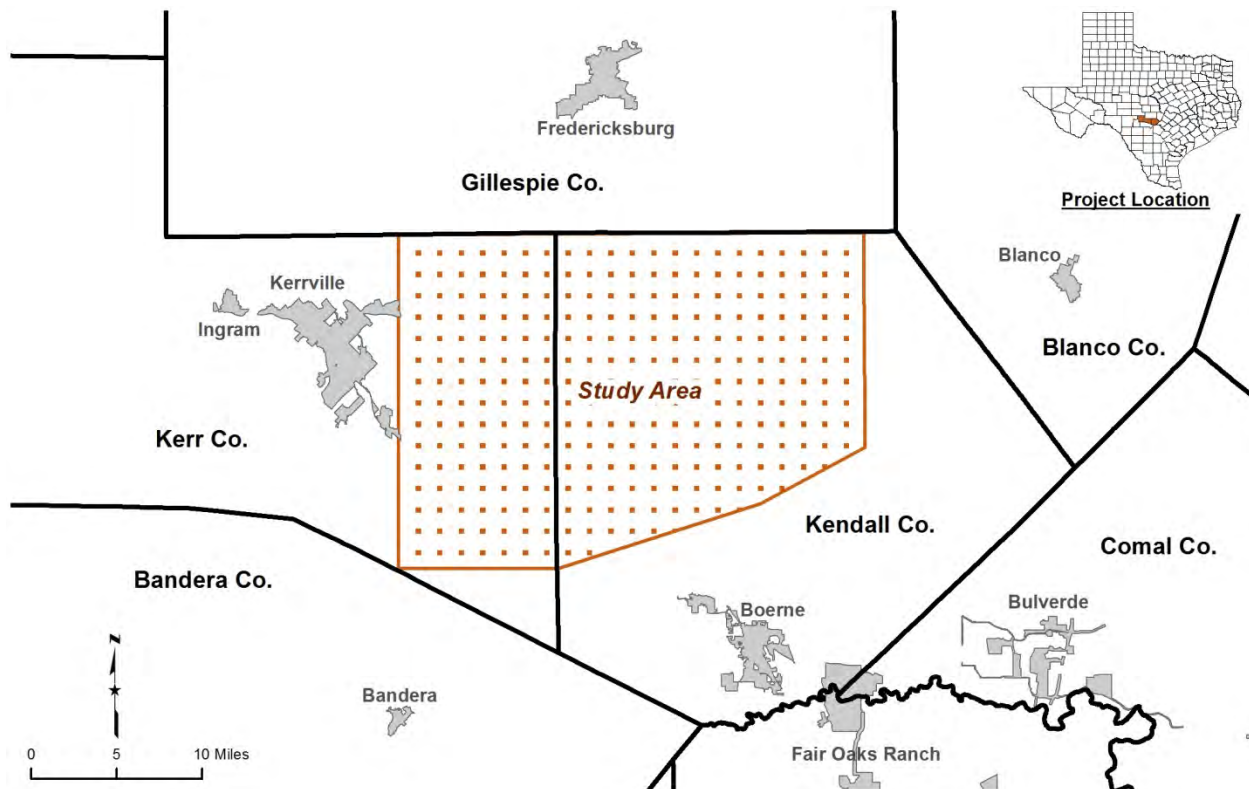 Fredericksburg
Gillespie Co.
Project Location
Blanco
Kerrville
Ingram
Blanco Co.
Study Area
Kerr Co.
Kendall Co.
Comal Co.
Bandera Co.
Boerne
Bulverde
N
Bandera
0 5 10 Miles
Fair Oaks Ranch